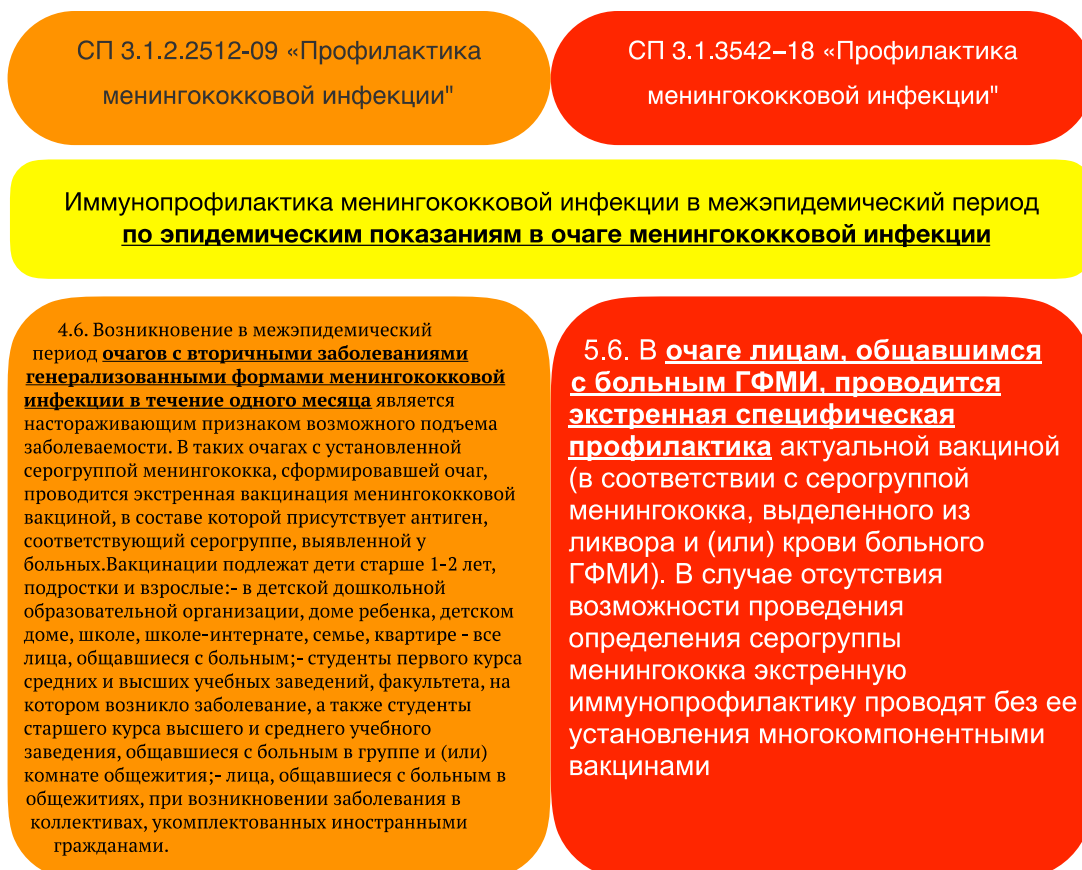 СП 3.1.2.2512-09 «Профилактика
менингококковой инфекции"
СП 3.1.3542–18 «Профилактика
менингококковой инфекции"
Иммунопрофилактика менингококковой инфекции в межэпидемический период
по эпидемическим показаниям в очаге менингококковой инфекции
4.6. Возникновение в межэпидемический
период очагов с вторичными заболеваниями
генерализованными формами менингококковой
инфекции в течение одного месяца является
настораживающим признаком возможного подъема
заболеваемости. В таких очагах с установленной
серогруппой менингококка, сформировавшей очаг,
проводится экстренная вакцинация менингококковой
вакциной, в составе которой присутствует антиген,
соответствующий серогруппе, выявленной у
больных.Вакцинации подлежат дети старше 1-2 лет,
подростки и взрослые:- в детской дошкольной
образовательной организации, доме ребенка, детском
доме, школе, школе-интернате, семье, квартире - все
лица, общавшиеся с больным;- студенты первого курса
средних и высших учебных заведений, факультета, на
котором возникло заболевание, а также студенты
старшего курса высшего и среднего учебного
заведения, общавшиеся с больным в группе и (или)
комнате общежития;- лица, общавшиеся с больным в
общежитиях, при возникновении заболевания в
коллективах, укомплектованных иностранными
гражданами.
5.6. В очаге лицам, общавшимся
с больным ГФМИ, проводится
экстренная специфическая
профилактика актуальной вакциной
(в соответствии с серогруппой
менингококка, выделенного из
ликвора и (или) крови больного
ГФМИ). В случае отсутствия
возможности проведения
определения серогруппы
менингококка экстренную
иммунопрофилактику проводят без ее
установления многокомпонентными
вакцинами